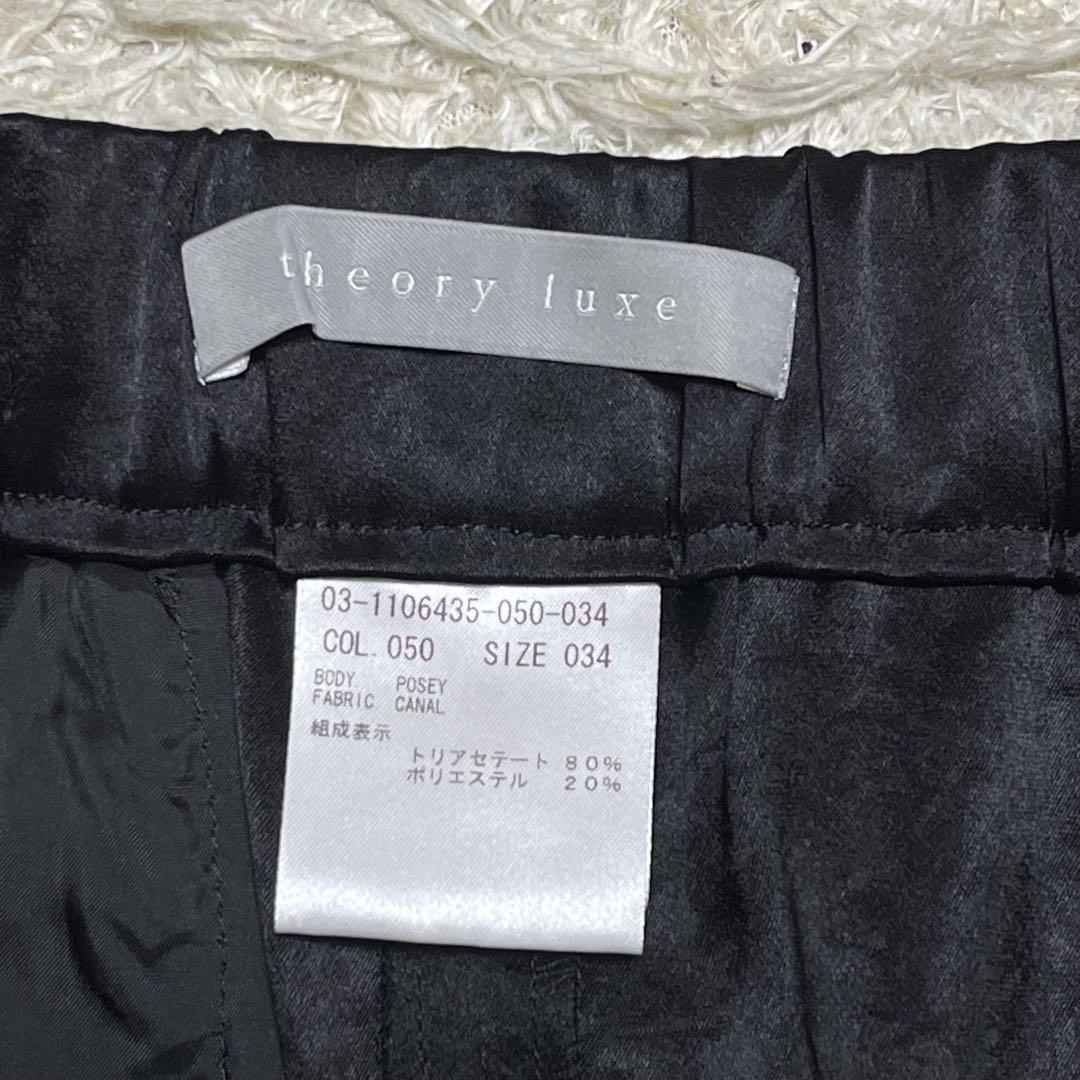 theory luxe
03-1106435-050-034
COL. 050 SIZE 034
BODY POSEY
FABRIC CANAL
組成表示
トリアセテート 80%
ポリエステル 20%